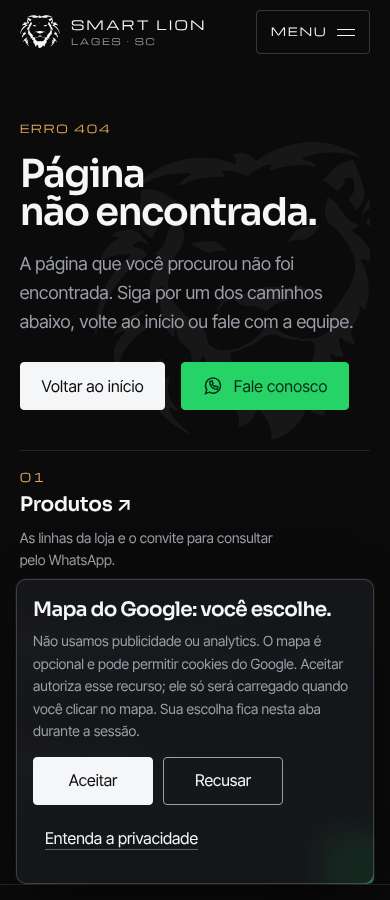 SMART LION
LAGES · SC
MENU
ERRO 404
Página
não encontrada.
A página que você procurou não foi
encontrada. Siga por um dos caminhos
abaixo, volte ao início ou fale com a equipe.
Voltar ao início
Fale conosco
01
Produtos ↗
As linhas da loja e o convite para consultar
pelo WhatsApp.
Mapa do Google: você escolhe.
Não usamos publicidade ou analytics. O mapa é
opcional e pode permitir cookies do Google. Aceitar
autoriza esse recurso; ele só será carregado quando
você clicar no mapa. Sua escolha fica nesta aba
durante a sessão.
Aceitar
Recusar
Entenda a privacidade